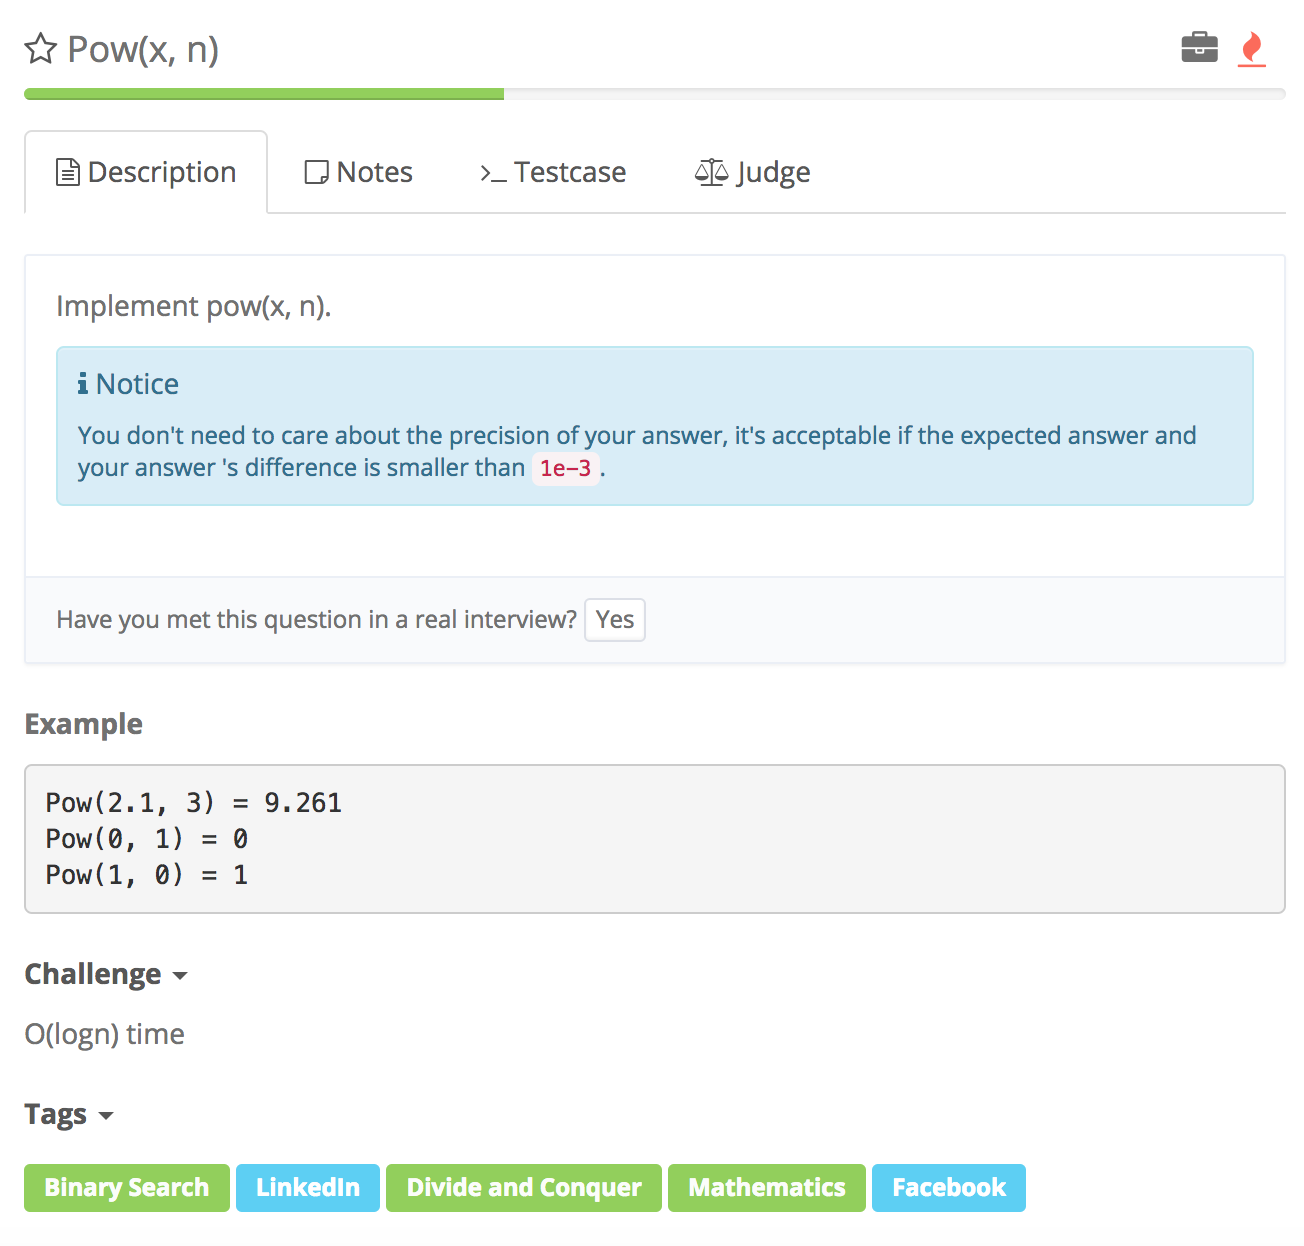 Pow(x, n)
Description
Notes
Testcase
Judge
Implement pow(x, n).
Notice
You don't need to care about the precision of your answer, it's acceptable if the expected answer and
your answer 's difference is smaller than 1e-3.
Have you met this question in a real interview? Yes
Example
Pow(2.1, 3) = 9.261
Pow(0, 1) = 0
Pow(1, 0) = 1
Challenge
O(logn) time
Tags
Binary Search LinkedIn Divide and Conquer Mathematics Facebook